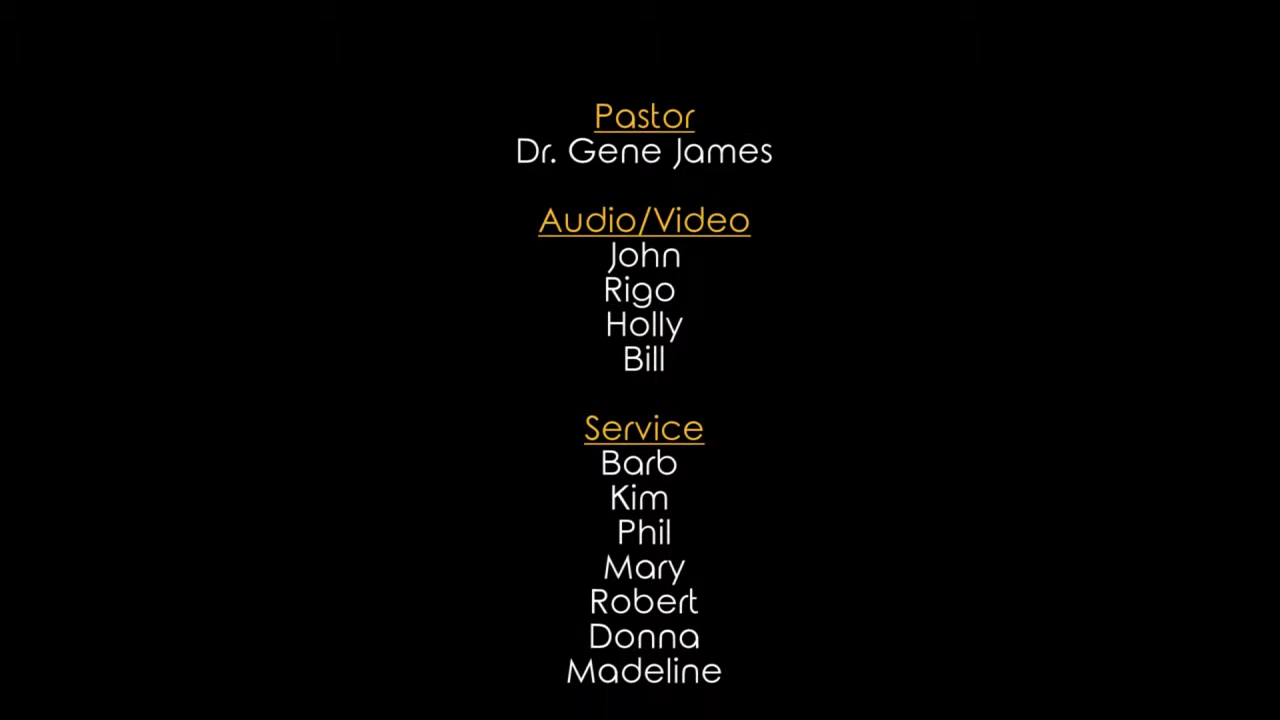 Pastor
Dr. Gene James
Audio/Video
John
Rigo
Holly
Bill
Service
Barb
Kim
Phil
Mary
Robert
Donna
Madeline